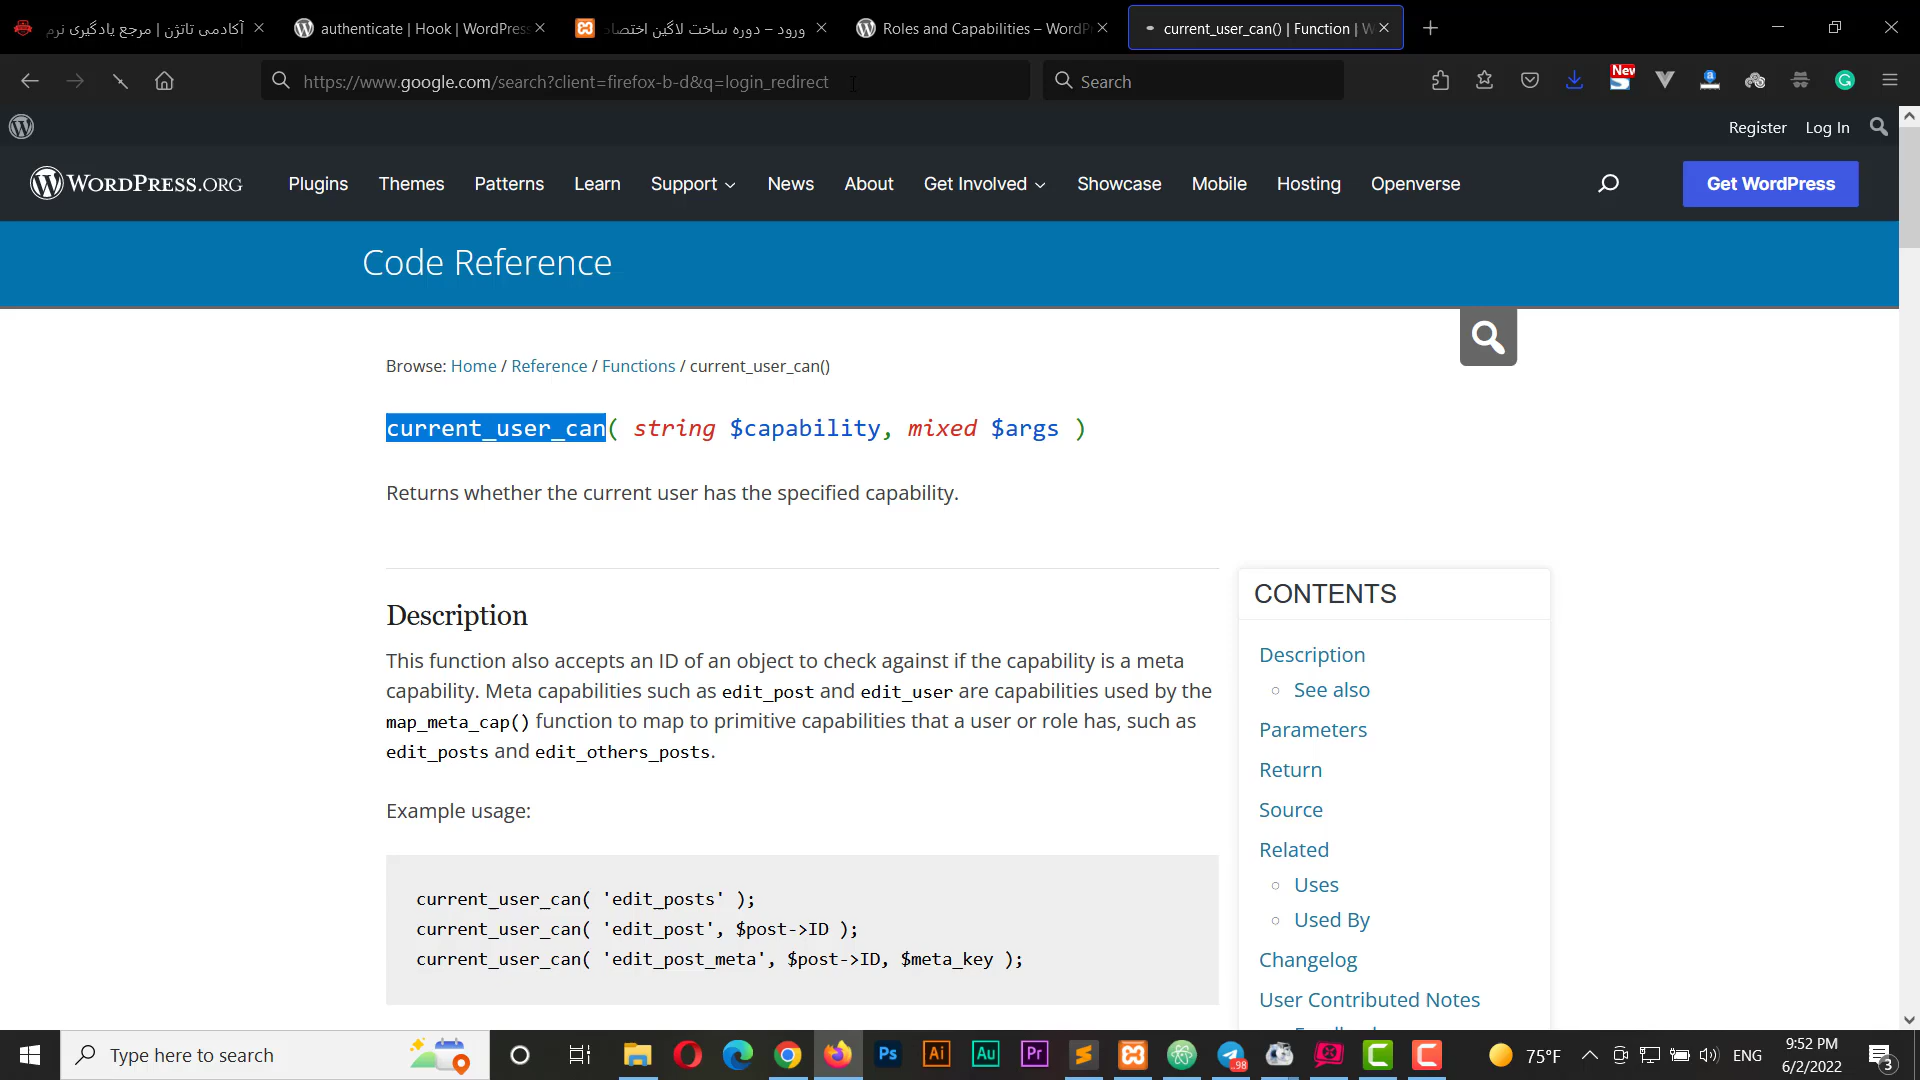 آکادمی تاتژن | مرجع یادگیری نرم
authenticate | Hook | WordPress
ورود – دوره ساخت لاگین اختصا
Roles and Capabilities – WordP
current_user_can() | Function | W
https://www.google.com/search?client=firefox-b-d&q=login_redirect
Search
New
Register
Log In
WORDPRESS.ORG
Plugins
Themes
Patterns
Learn
Support
News
About
Get Involved
Showcase
Mobile
Hosting
Openverse
Get WordPress
Code Reference
Browse: Home / Reference / Functions / current_user_can()
current_user_can( string $capability, mixed $args )
Returns whether the current user has the specified capability.
Description
This function also accepts an ID of an object to check against if the capability is a meta
capability. Meta capabilities such as edit_post and edit_user are capabilities used by the
map_meta_cap() function to map to primitive capabilities that a user or role has, such as
edit_posts and edit_others_posts.
Example usage:
current_user_can( 'edit_posts' );
current_user_can( 'edit_post', $post->ID );
current_user_can( 'edit_post_meta', $post->ID, $meta_key );
CONTENTS
Description
See also
Parameters
Return
Source
Related
Uses
Used By
Changelog
User Contributed Notes
Type here to search
Ps
Ai
Au
Pr
98
75°F
ENG
9:52 PM
6/2/2022
3